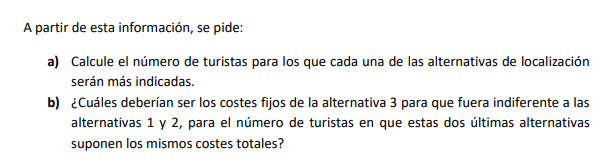 A partir de esta información, se pide:
a) Calcule el número de turistas para los que cada una de las alternativas de localización
serán más indicadas.
b) ¿Cuáles deberían ser los costes fijos de la alternativa 3 para que fuera indiferente a las
alternativas 1 y 2, para el número de turistas en que estas dos últimas alternativas
suponen los mismos costes totales?